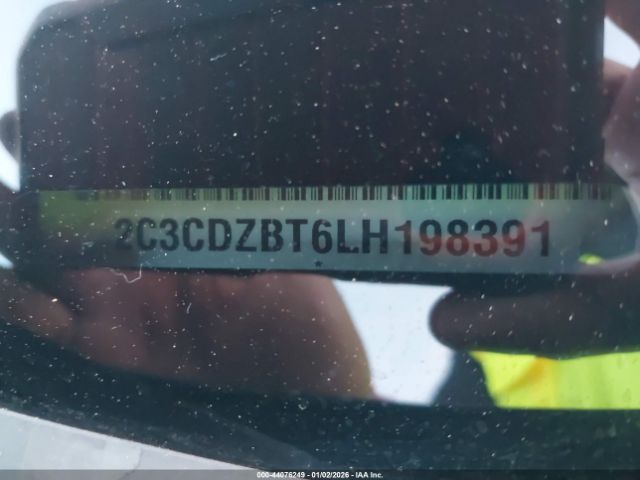 2C3CDZBT6LH198391
*
000-44076249 - 01/02/2026 - IAA Inc.